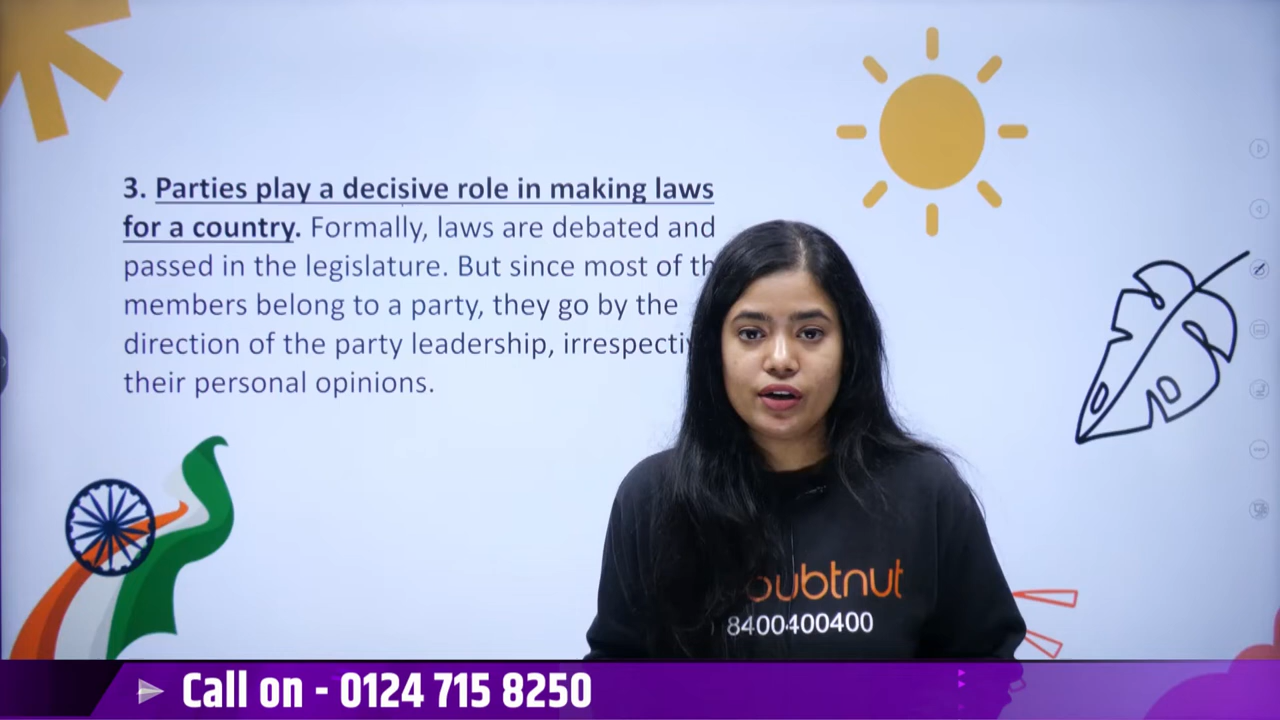 3. Parties play a decisive role in making laws
for a country. Formally, laws are debated and
passed in the legislature. But since most of
members belong to a party, they go by the
direction of the party leadership,
their personal opinions.
oubtnut
8400400400
Call on - 0124 715 8250